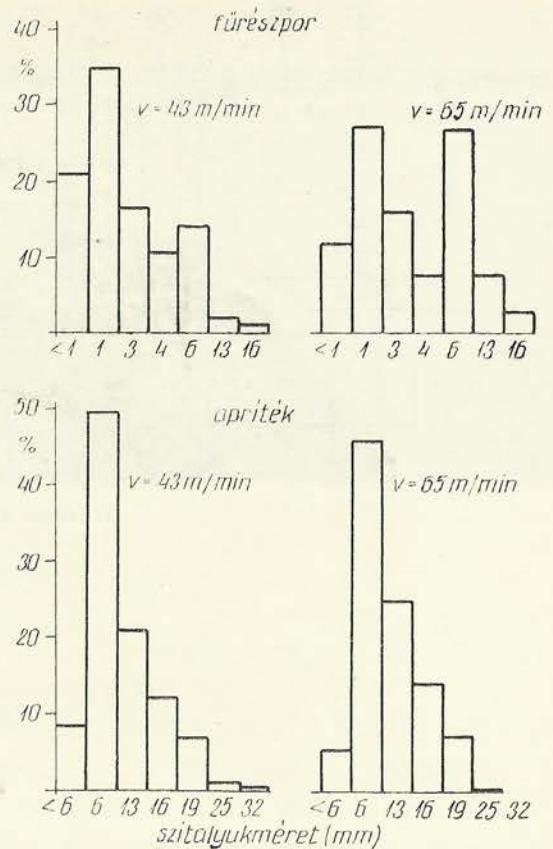 fűrészpor
40
%
30
20
10
v = 43 m/min
v = 65 m/min
<1 1 3 4 6 13 16
<1 1 3 4 6 13 16
apríték
50
%
40
30
20
10
v = 43 m/min
v = 65 m/min
<6 6 13 16 19 25 32
<6 6 13 16 19 25 32
szitalyukméret (mm)